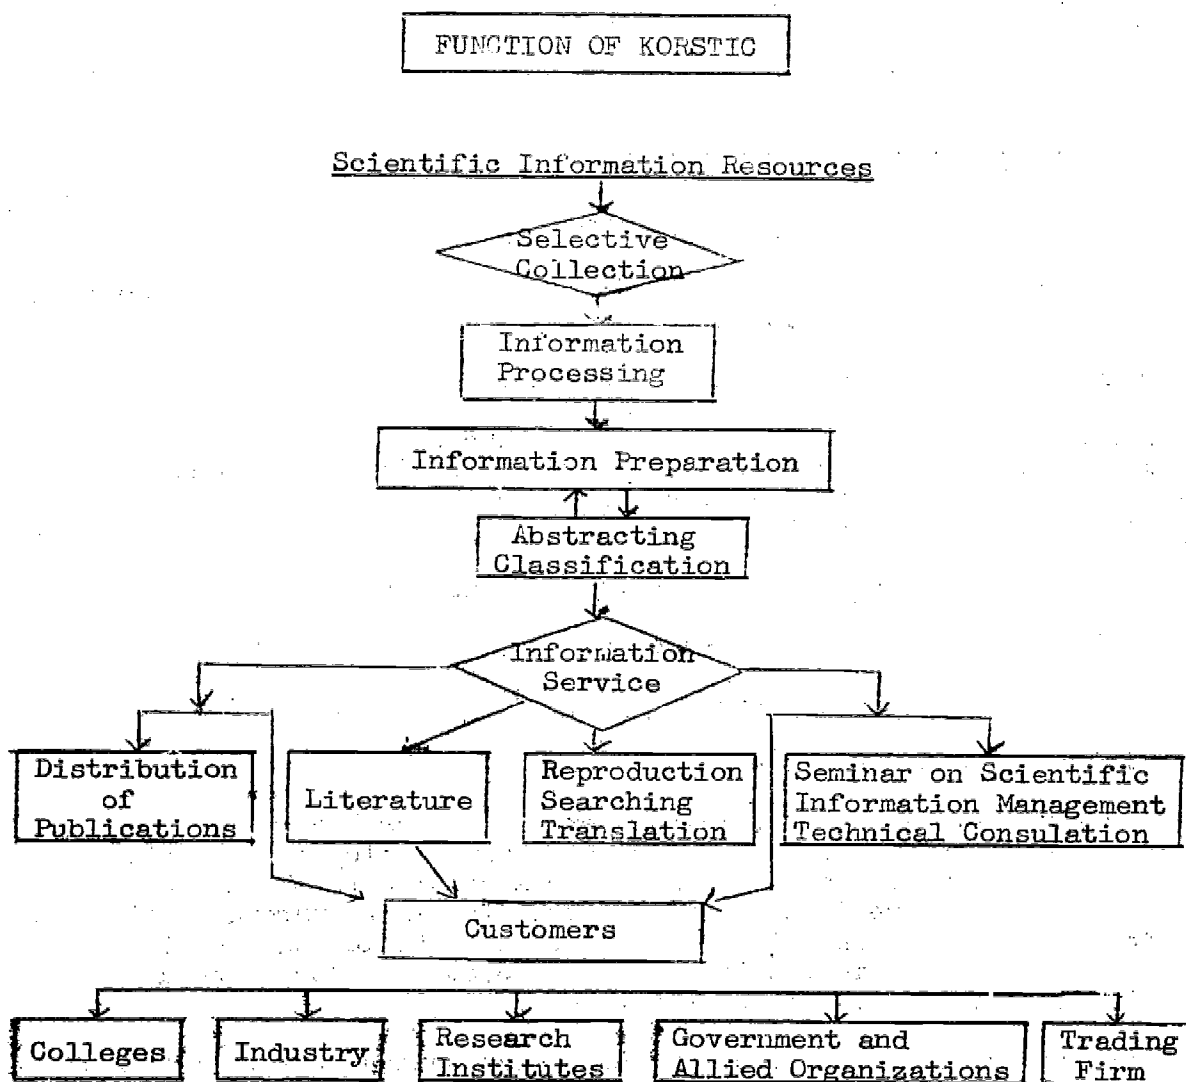 FUNCTION OF KORSTIC
Scientific Information Resources
Selective
Collection
Information
Processing
Information Preparation
Abstracting
Classification
Information
Service
Distribution
of
Publications
Literature
Reproduction
Searching
Translation
Seminar on Scientific
Information Management
Technical Consulation
Customers
Colleges
Industry
Research
Institutes
Government and
Allied Organizations
Trading
Firm